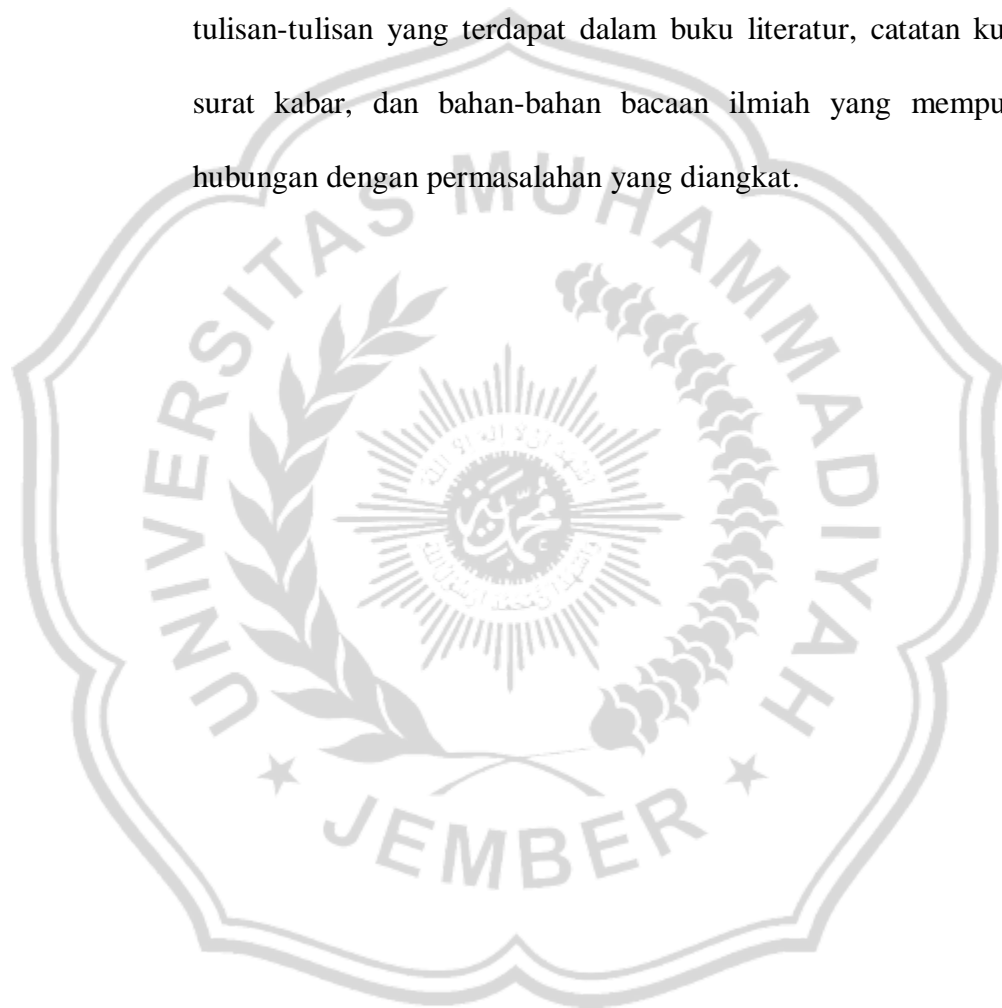 tulisan-tulisan yang terdapat dalam buku literatur, catatan ku
surat kabar, dan bahan-bahan bacaan ilmiah yang mempu
hubungan dengan permasalahan yang diangkat.
UNIVERSITAS MUHAMMADIYAH
JEMBER